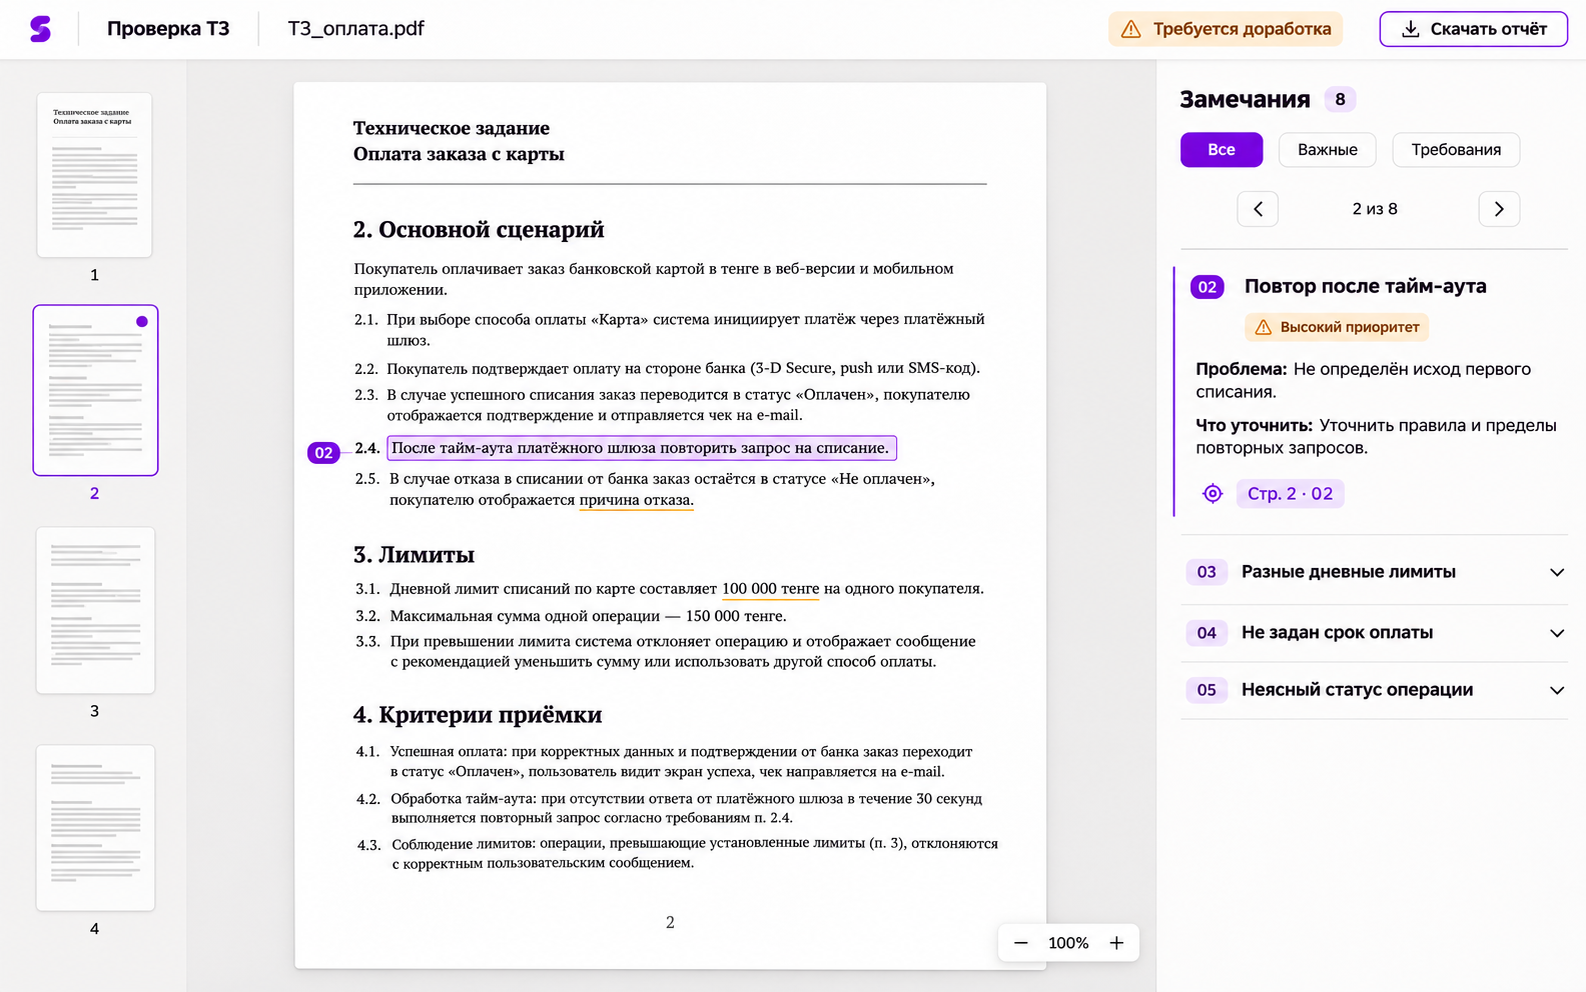 Проверка ТЗ
ТЗ_оплата.pdf
Требуется доработка
Скачать отчёт
Техническое задание
Оплата заказа с карты
1
2
3
4
Техническое задание
Оплата заказа с карты
2. Основной сценарий
Покупатель оплачивает заказ банковской картой в тенге в веб-версии и мобильном
приложении.
2.1. При выборе способа оплаты «Карта» система инициирует платёж через платёжный
шлюз.
2.2. Покупатель подтверждает оплату на стороне банка (3-D Secure, push или SMS-код).
2.3. В случае успешного списания заказ переводится в статус «Оплачен», покупателю
отображается подтверждение и отправляется чек на e-mail.
02
2.4. После тайм-аута платёжного шлюза повторить запрос на списание.
2.5. В случае отказа в списании от банка заказ остаётся в статусе «Не оплачен»,
покупателю отображается причина отказа.
3. Лимиты
3.1. Дневной лимит списаний по карте составляет 100 000 тенге на одного покупателя.
3.2. Максимальная сумма одной операции — 150 000 тенге.
3.3. При превышении лимита система отклоняет операцию и отображает сообщение
с рекомендацией уменьшить сумму или использовать другой способ оплаты.
4. Критерии приёмки
4.1. Успешная оплата: при корректных данных и подтверждении от банка заказ переходит
в статус «Оплачен», пользователь видит экран успеха, чек направляется на e-mail.
4.2. Обработка тайм-аута: при отсутствии ответа от платёжного шлюза в течение 30 секунд
выполняется повторный запрос согласно требованиям п. 2.4.
4.3. Соблюдение лимитов: операции, превышающие установленные лимиты (п. 3), отклоняются
с корректным пользовательским сообщением.
2
100%
Замечания 8
Все
Важные
Требования
2 из 8
02 Повтор после тайм-аута
Высокий приоритет
Проблема: Не определён исход первого
списания.
Что уточнить: Уточнить правила и пределы
повторных запросов.
Стр. 2 · 02
03 Разные дневные лимиты
04 Не задан срок оплаты
05 Неясный статус операции